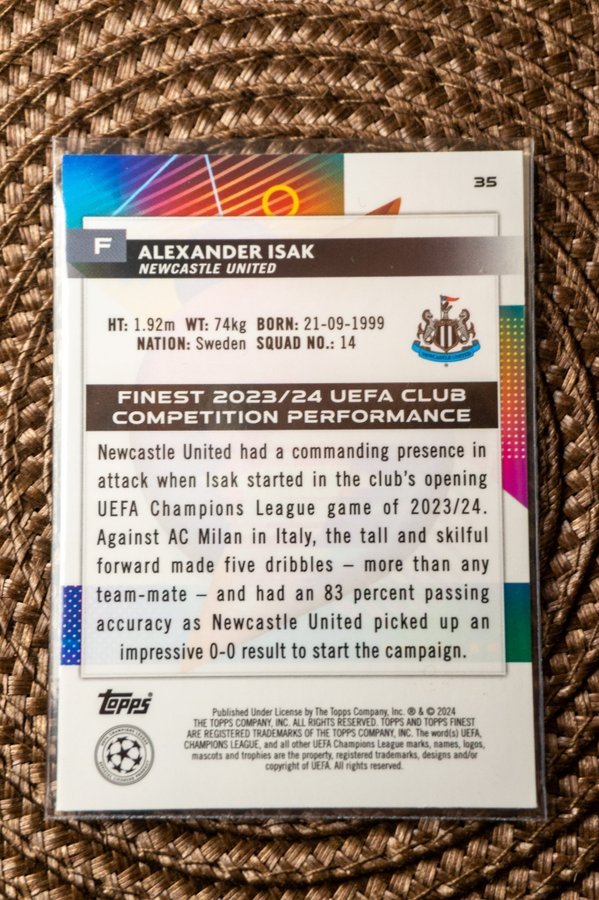 35
F
ALEXANDER ISAK
NEWCASTLE UNITED
HT: 1.92m WT: 74kg BORN: 21-09-1999
NATION: Sweden SQUAD NO.: 14
NEWCASTLE UNITED
FINEST 2023/24 UEFA CLUB
COMPETITION PERFORMANCE
Newcastle United had a commanding presence in
attack when Isak started in the club's opening
UEFA Champions League game of 2023/24.
Against AC Milan in Italy, the tall and skilful
forward made five dribbles – more than any
team-mate – and had an 83 percent passing
accuracy as Newcastle United picked up an
impressive 0-0 result to start the campaign.
Topps
Published Under License by The Topps Company, Inc. ® & © 2024
THE TOPPS COMPANY, INC. ALL RIGHTS RESERVED. TOPPS AND TOPPS FINEST
ARE REGISTERED TRADEMARKS OF THE TOPPS COMPANY, INC. The word(s) UEFA,
CHAMPIONS LEAGUE, and all other UEFA Champions League marks, names, logos,
mascots and trophies are the property, registered trademarks, designs and/or
copyright of UEFA. All rights reserved.